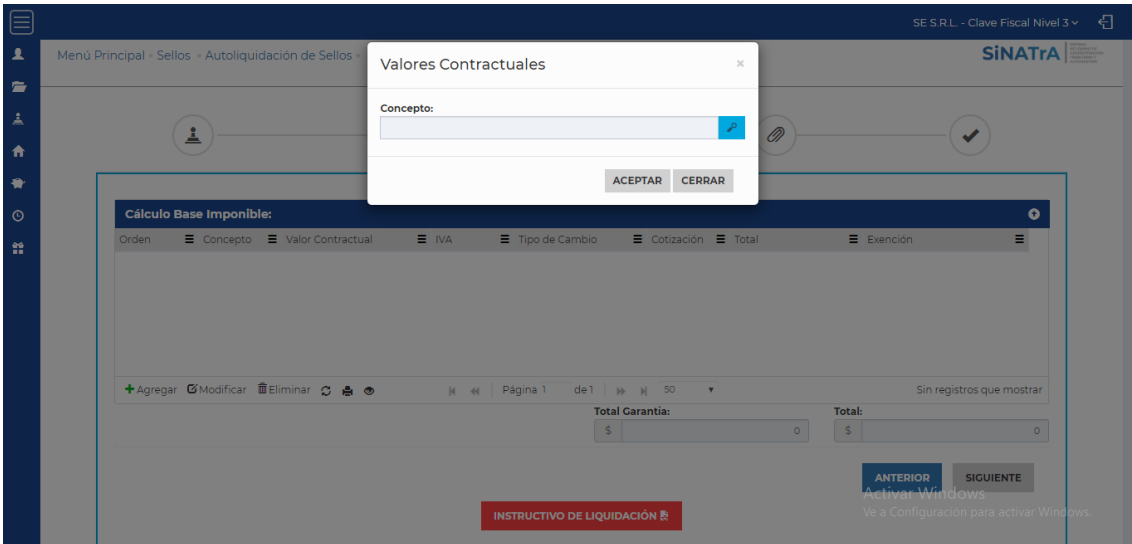 SE S.R.L. - Clave Fiscal Nivel 3
Menú Principal - Sellos - Autoliquidación de Sellos -
SiNATrA
Valores Contractuales
×
Concepto:
ACEPTAR CERRAR
Cálculo Base Imponible:
Orden Concepto Valor Contractual IVA Tipo de Cambio Cotización Total Exención
Agregar Modificar Eliminar Página 1 de 1 50 Sin registros que mostrar
Total Garantía: Total:
$ 0 $ 0
ANTERIOR SIGUIENTE
Activar Windows
Ve a Configuración para activar Windows.
INSTRUCTIVO DE LIQUIDACIÓN